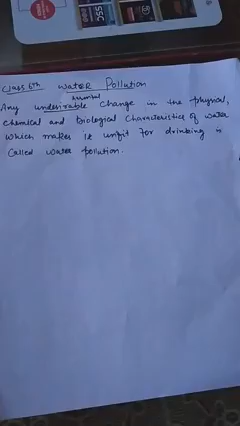 SSC
Class 6th Water Pollution
Any undesirable Change in the physical,
chemical and biological characteristics of water
which makes it unfit for drinking is
called water pollution.